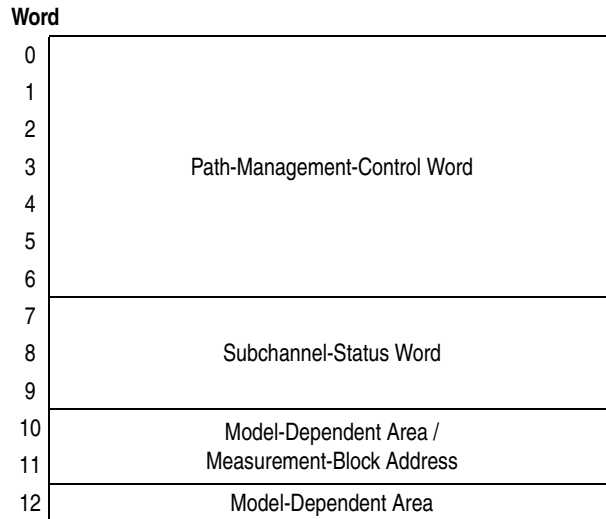 Word
0
1
2
3 Path-Management-Control Word
4
5
6
7
8 Subchannel-Status Word
9
10 Model-Dependent Area /
11 Measurement-Block Address
12 Model-Dependent Area